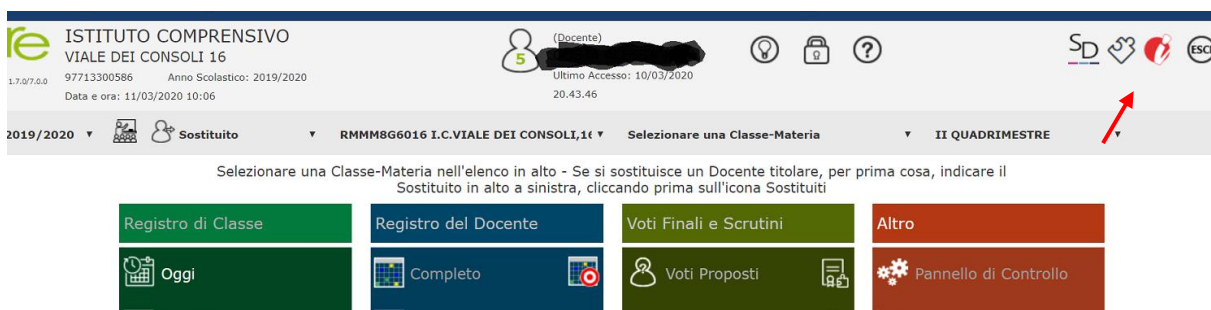 re
ISTITUTO COMPRENSIVO
VIALE DEI CONSOLI 16
1.7.0/7.0.0 97713300586 Anno Scolastico: 2019/2020
Data e ora: 11/03/2020 10:06
(Docente)
5
Ultimo Accesso: 10/03/2020
20.43.46
?
SD
ESCI
2019/2020 Sostituito RMMM8G6016 I.C.VIALE DEI CONSOLI,16 Selezionare una Classe-Materia II QUADRIMESTRE
Selezionare una Classe-Materia nell'elenco in alto - Se si sostituisce un Docente titolare, per prima cosa, indicare il
Sostituito in alto a sinistra, cliccando prima sull'icona Sostituiti
Registro di Classe Registro del Docente Voti Finali e Scrutini Altro
Oggi Completo Voti Proposti Pannello di Controllo